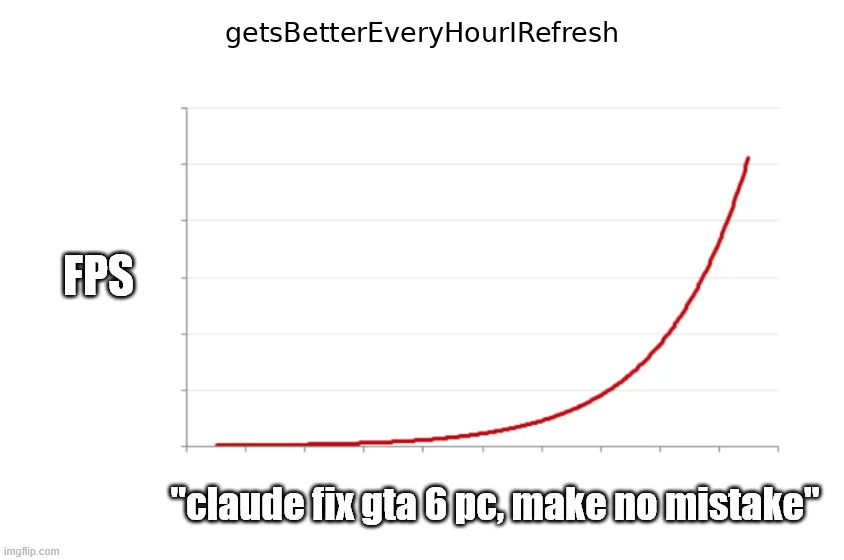 getsBetterEveryHourIRefresh
FPS
"claude fix gta 6 pc, make no mistake"
imgflip.com